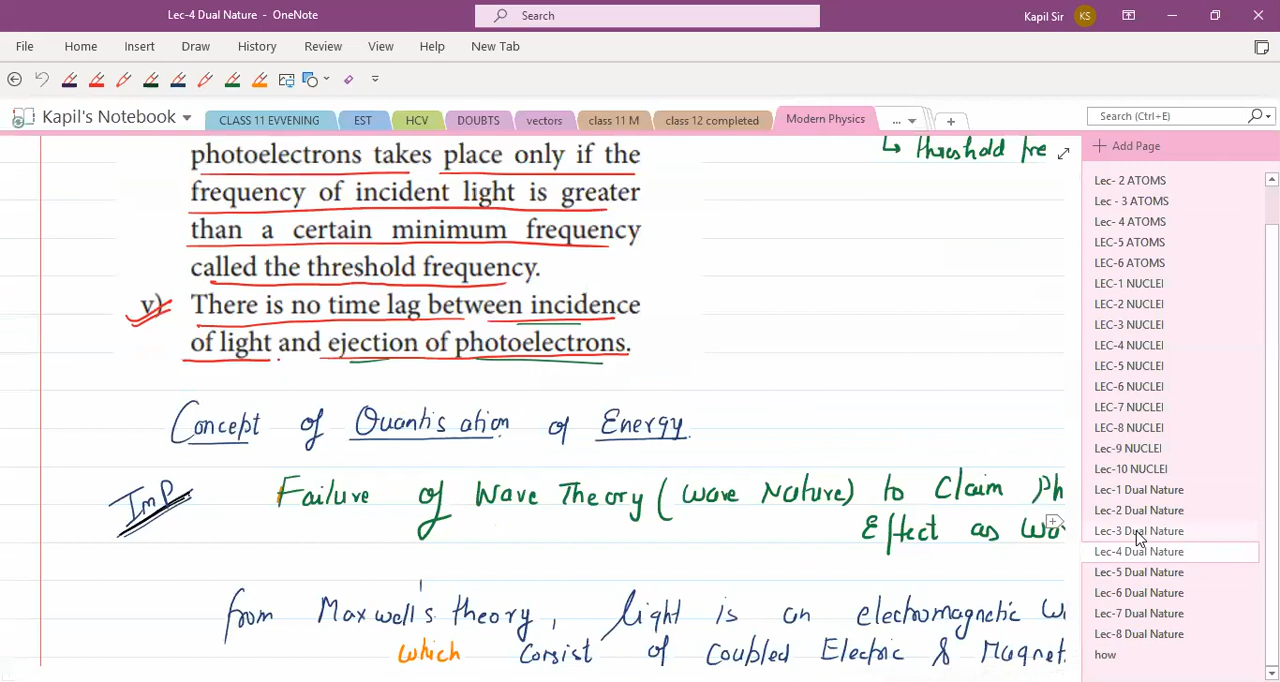 Lec-4 Dual Nature - OneNote
Search
Kapil Sir
KS
File Home Insert Draw History Review View Help New Tab
Kapil's Notebook
CLASS 11 EVVENING
EST
HCV
DOUBTS
vectors
class 11 M
class 12 completed
Modern Physics
...
Search (Ctrl+E)
photoelectrons takes place only if the
frequency of incident light is greater
than a certain minimum frequency
called the threshold frequency.
v) There is no time lag between incidence
of light and ejection of photoelectrons.
↳ threshold fre
Concept of Quantisation of Energy
Imp
Failure of Wave Theory (Wave Nature) to Claim Ph
Effect as Wa
from Maxwell's theory, light is an electromagnetic w
which consist of coupled Electric & Magnet.
Add Page
Lec- 2 ATOMS
Lec - 3 ATOMS
Lec- 4 ATOMS
LEC-5 ATOMS
LEC-6 ATOMS
LEC-1 NUCLEI
LEC-2 NUCLEI
LEC-3 NUCLEI
LEC-4 NUCLEI
LEC-5 NUCLEI
LEC-6 NUCLEI
LEC-7 NUCLEI
LEC-8 NUCLEI
LEC-9 NUCLEI
LEC-10 NUCLEI
Lec-1 Dual Nature
Lec-2 Dual Nature
Lec-3 Dual Nature
Lec-4 Dual Nature
Lec-5 Dual Nature
Lec-6 Dual Nature
Lec-7 Dual Nature
Lec-8 Dual Nature
how